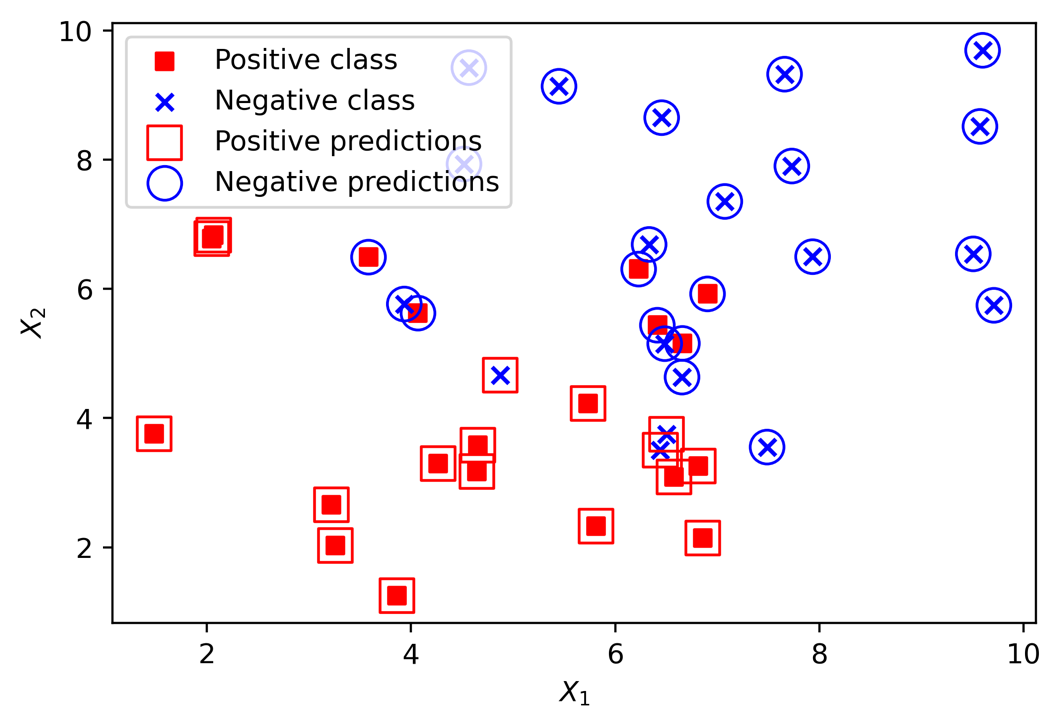 10
8
6
4
2
X₂
Positive class
Negative class
Positive predictions
Negative predictions
2 4 6 8 10
X₁